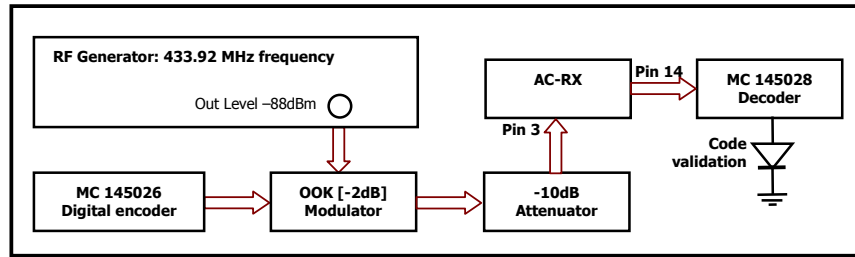 RF Generator: 433.92 MHz frequency
Out Level –88dBm
AC-RX
Pin 14
MC 145028
Decoder
Pin 3
Code
validation
MC 145026
Digital encoder
OOK [-2dB]
Modulator
-10dB
Attenuator